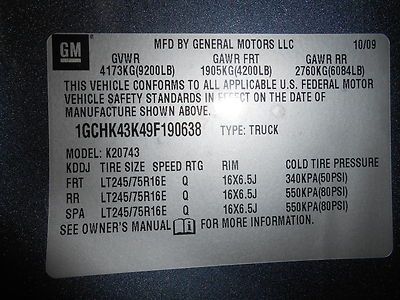 GM
MFD BY GENERAL MOTORS LLC 10/09
GVWR GAWR FRT GAWR RR
4173KG(9200LB) 1905KG(4200LB) 2760KG(6084LB)
THIS VEHICLE CONFORMS TO ALL APPLICABLE U.S. FEDERAL MOTOR
VEHICLE SAFETY STANDARDS IN EFFECT ON THE DATE OF
MANUFACTURE SHOWN ABOVE.
1GCHK43K49F190638 TYPE: TRUCK
MODEL: K20743
KDDJ TIRE SIZE SPEED RTG RIM COLD TIRE PRESSURE
FRT LT245/75R16E Q 16X6.5J 340KPA(50PSI)
RR LT245/75R16E Q 16X6.5J 550KPA(80PSI)
SPA LT245/75R16E Q 16X6.5J 550KPA(80PSI)
SEE OWNER'S MANUAL FOR MORE INFORMATION.